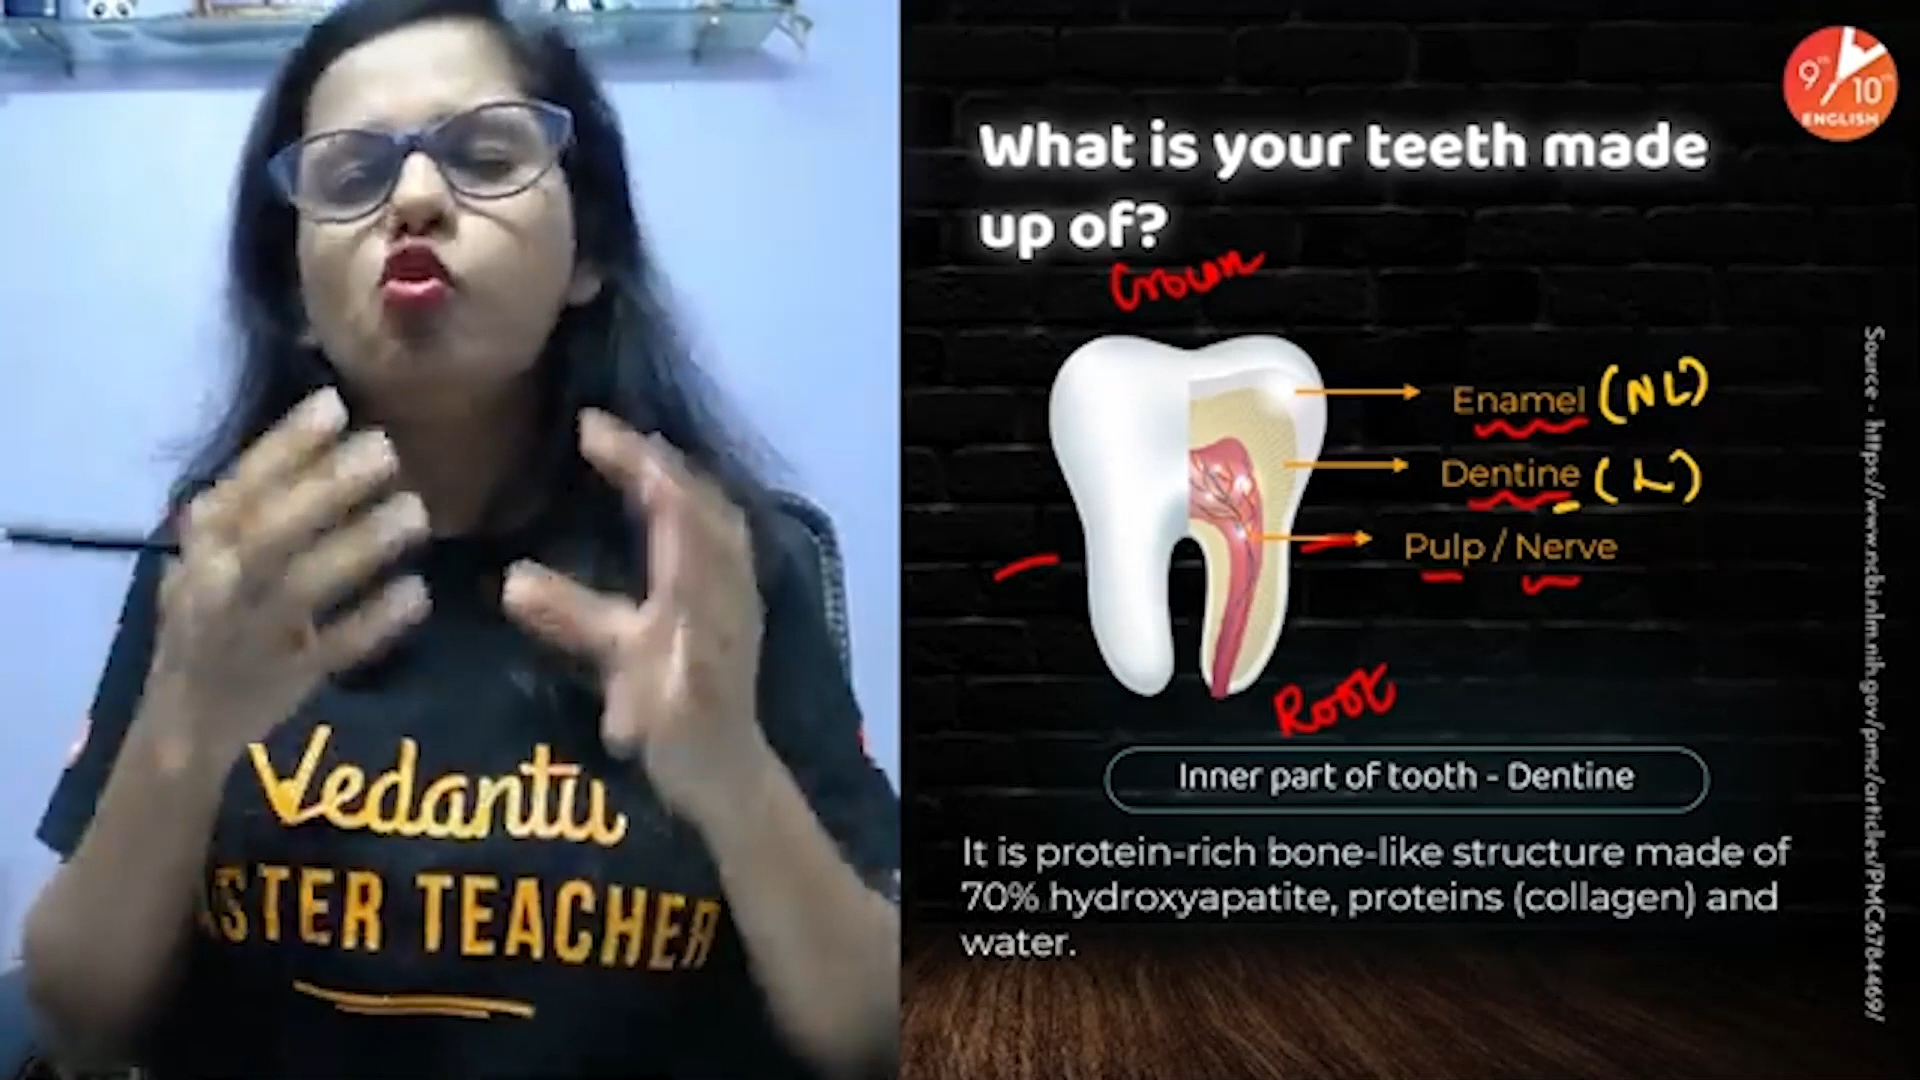 9th 10th
ENGLISH
What is your teeth made
up of?
Crown
Enamel (NL)
Dentine (L)
Pulp / Nerve
Root
Inner part of tooth - Dentine
It is protein-rich bone-like structure made of
70% hydroxyapatite, proteins (collagen) and
water.
Source - https://www.ncbi.nlm.nih.gov/pmc/articles/PMC6784469/
Vedantu
STER TEACHER